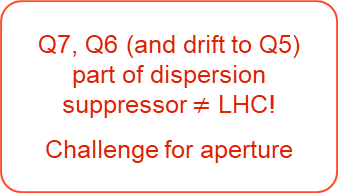 Q7, Q6 (and drift to Q5)
part of dispersion
suppressor ≠ LHC!
Challenge for aperture